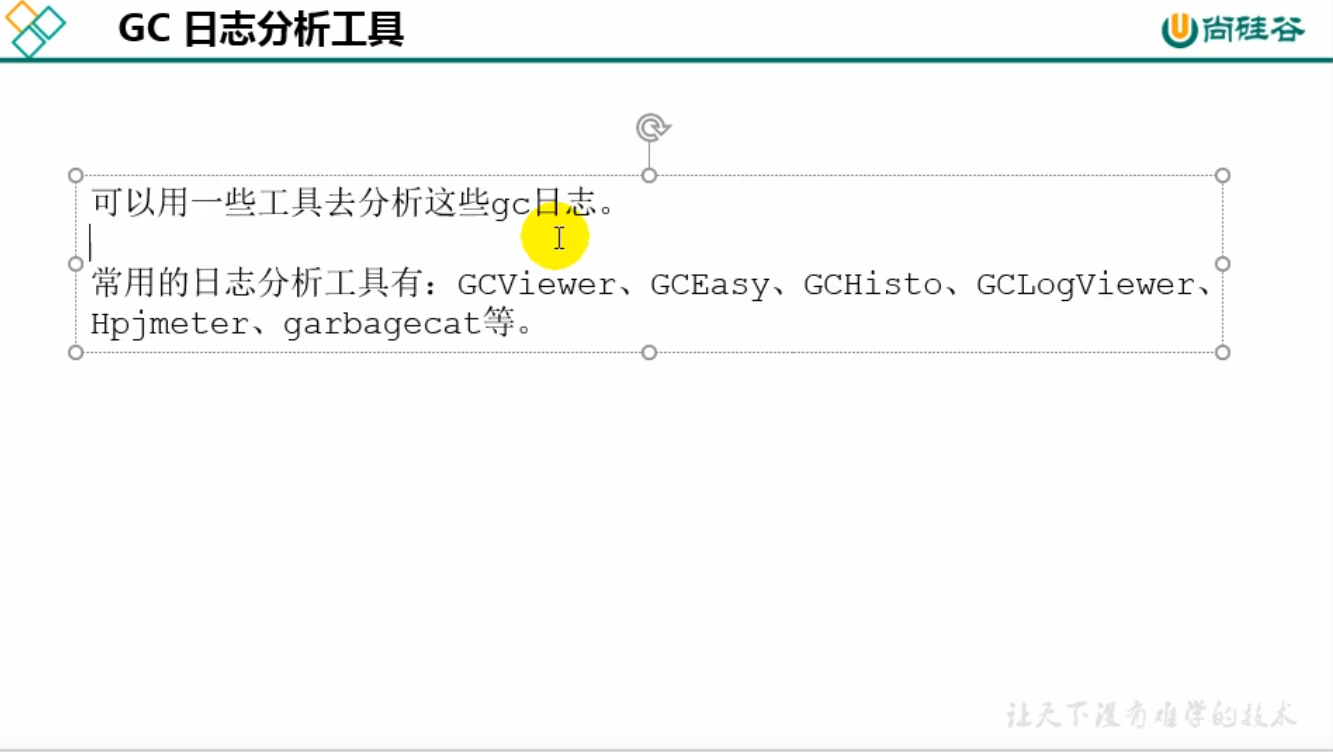 GC 日志分析工具
尚硅谷
可以用一些工具去分析这些gc日志。
常用的日志分析工具有：GCViewer、GCEasy、GCHisto、GCLogViewer、
Hpjmeter、garbagecat等。
让天下没有难学的技术